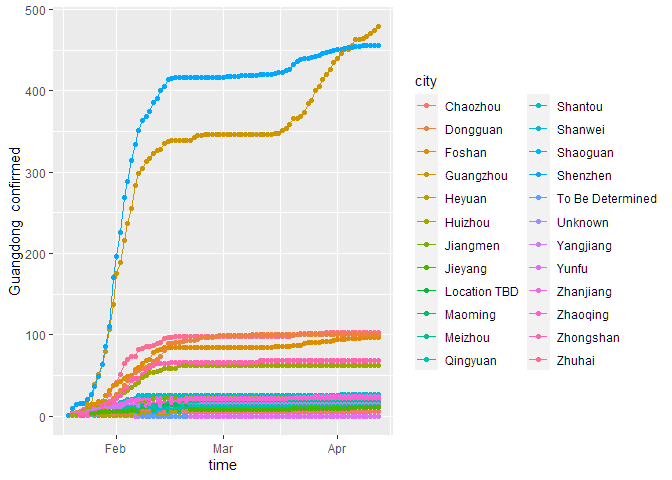 500
400
300
200
100
0
Guangdong confirmed
Feb
Mar
Apr
time
city
Chaozhou
Dongguan
Foshan
Guangzhou
Heyuan
Huizhou
Jiangmen
Jieyang
Location TBD
Maoming
Meizhou
Qingyuan
Shantou
Shanwei
Shaoguan
Shenzhen
To Be Determined
Unknown
Yangjiang
Yunfu
Zhanjiang
Zhaoqing
Zhongshan
Zhuhai